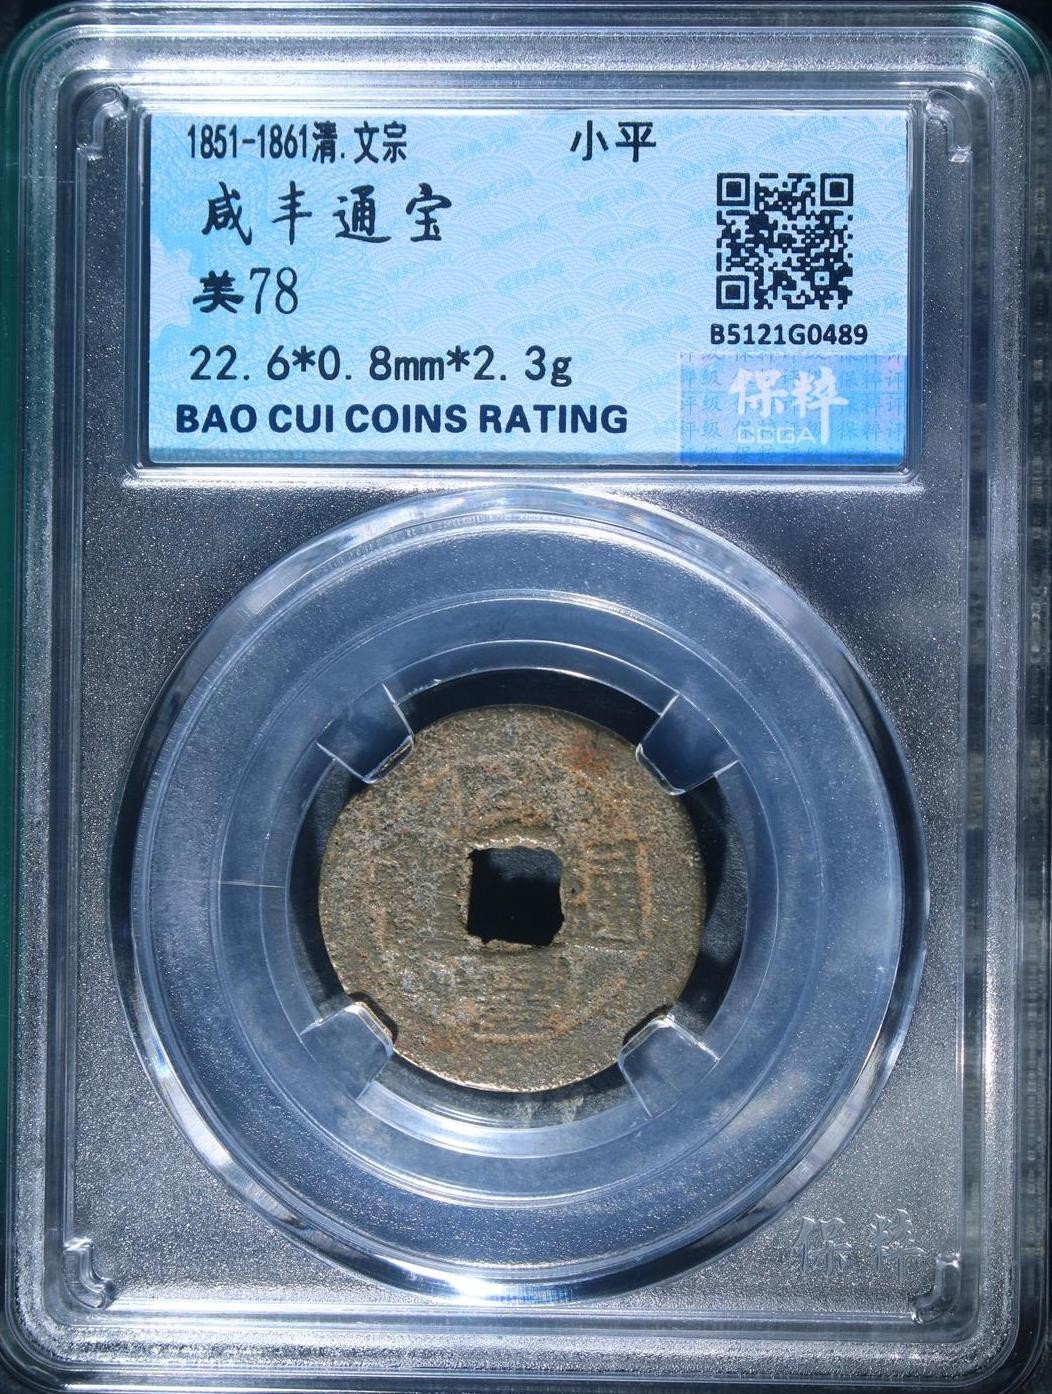 1851-1861清.文宗 小平
咸丰通宝
美78
22.6*0.8mm*2.3g
BAO CUI COINS RATING
B5121G0489
保粹
CCGA
保粹